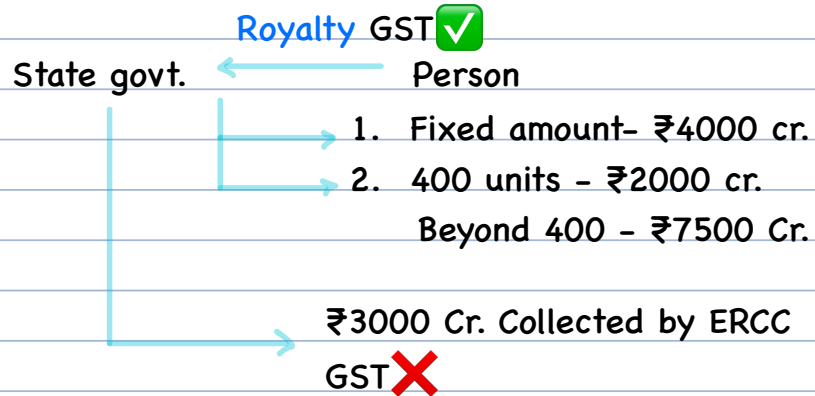 Royalty GST✅
State govt. Person
1. Fixed amount- ₹4000 cr.
2. 400 units - ₹2000 cr.
Beyond 400 - ₹7500 Cr.
₹3000 Cr. Collected by ERCC
GST❌